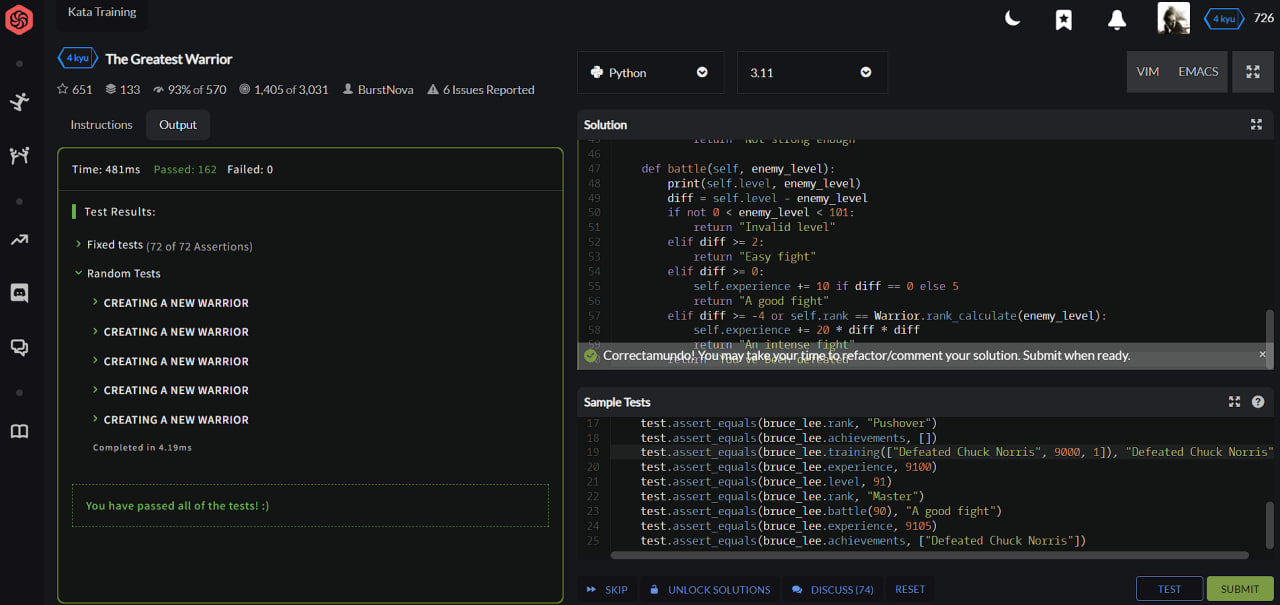 Kata Training
4 kyu
726
4 kyu The Greatest Warrior
651 133 93% of 570 1,405 of 3,031 BurstNova 6 Issues Reported
Instructions Output
Time: 481ms Passed: 162 Failed: 0
Test Results:
Fixed tests (72 of 72 Assertions)
Random Tests
CREATING A NEW WARRIOR
CREATING A NEW WARRIOR
CREATING A NEW WARRIOR
CREATING A NEW WARRIOR
CREATING A NEW WARRIOR
Completed in 4.19ms
You have passed all of the tests! :)
Python 3.11 VIM EMACS
Solution
45 return "Not strong enough"
46
47 def battle(self, enemy_level):
48 print(self.level, enemy_level)
49 diff = self.level - enemy_level
50 if not 0 < enemy_level < 101:
51 return "Invalid level"
52 elif diff >= 2:
53 return "Easy fight"
54 elif diff >= 0:
55 self.experience += 10 if diff == 0 else 5
56 return "A good fight"
57 elif diff >= -4 or self.rank == Warrior.rank_calculate(enemy_level):
58 self.experience += 20 * diff * diff
59 return "An intense fight"
return "You've been defeated"
Correctamundo! You may take your time to refactor/comment your solution. Submit when ready. ×
Sample Tests
17 test.assert_equals(bruce_lee.rank, "Pushover")
18 test.assert_equals(bruce_lee.achievements, [])
19 test.assert_equals(bruce_lee.training(["Defeated Chuck Norris", 9000, 1]), "Defeated Chuck Norris"
20 test.assert_equals(bruce_lee.experience, 9100)
21 test.assert_equals(bruce_lee.level, 91)
22 test.assert_equals(bruce_lee.rank, "Master")
23 test.assert_equals(bruce_lee.battle(90), "A good fight")
24 test.assert_equals(bruce_lee.experience, 9105)
25 test.assert_equals(bruce_lee.achievements, ["Defeated Chuck Norris"])
SKIP UNLOCK SOLUTIONS DISCUSS (74) RESET TEST SUBMIT